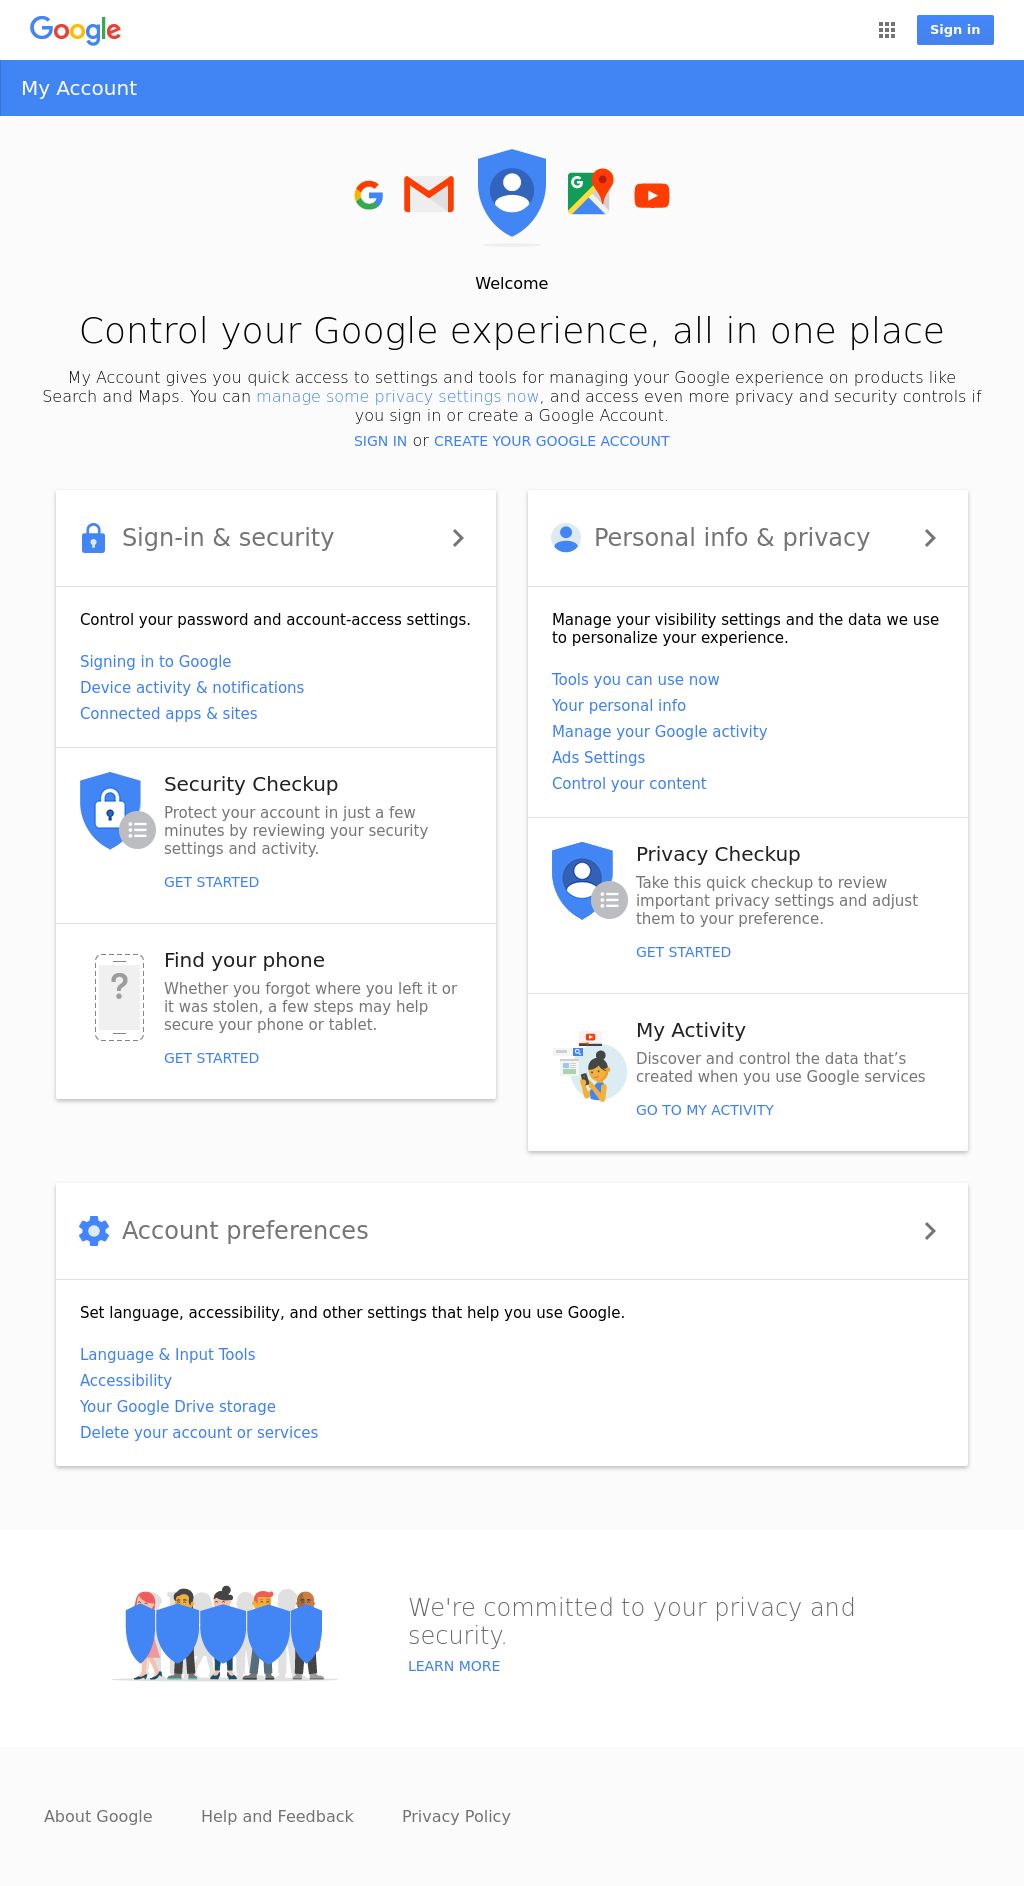 Google
Sign in
My Account
Welcome
Control your Google experience, all in one place
My Account gives you quick access to settings and tools for managing your Google experience on products like
Search and Maps. You can manage some privacy settings now, and access even more privacy and security controls if
you sign in or create a Google Account.
SIGN IN or CREATE YOUR GOOGLE ACCOUNT
Sign-in & security
Control your password and account-access settings.
Signing in to Google
Device activity & notifications
Connected apps & sites
Security Checkup
Protect your account in just a few
minutes by reviewing your security
settings and activity.
GET STARTED
Find your phone
Whether you forgot where you left it or
it was stolen, a few steps may help
secure your phone or tablet.
GET STARTED
Personal info & privacy
Manage your visibility settings and the data we use
to personalize your experience.
Tools you can use now
Your personal info
Manage your Google activity
Ads Settings
Control your content
Privacy Checkup
Take this quick checkup to review
important privacy settings and adjust
them to your preference.
GET STARTED
My Activity
Discover and control the data that’s
created when you use Google services
GO TO MY ACTIVITY
Account preferences
Set language, accessibility, and other settings that help you use Google.
Language & Input Tools
Accessibility
Your Google Drive storage
Delete your account or services
We're committed to your privacy and
security.
LEARN MORE
About Google
Help and Feedback
Privacy Policy